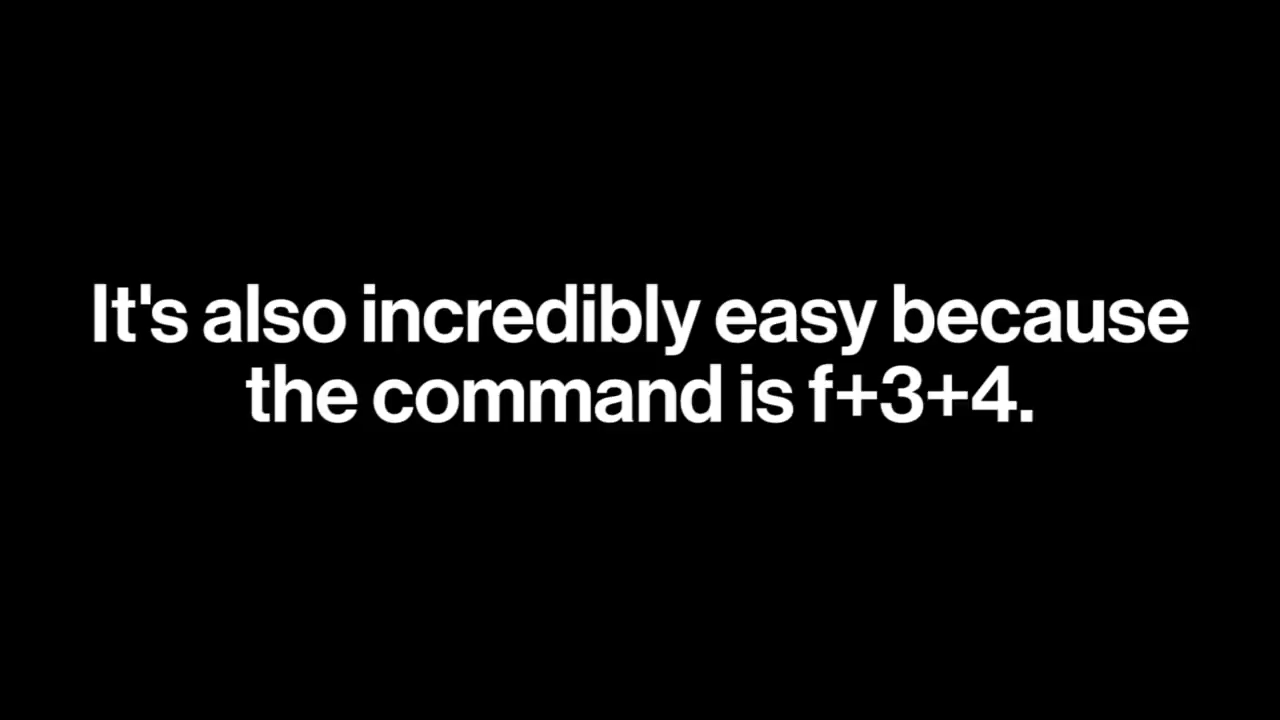 It's also incredibly easy because
the command is f+3+4.